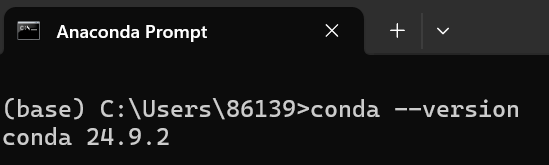 Anaconda Prompt
(base) C:\Users\86139>conda --version
conda 24.9.2